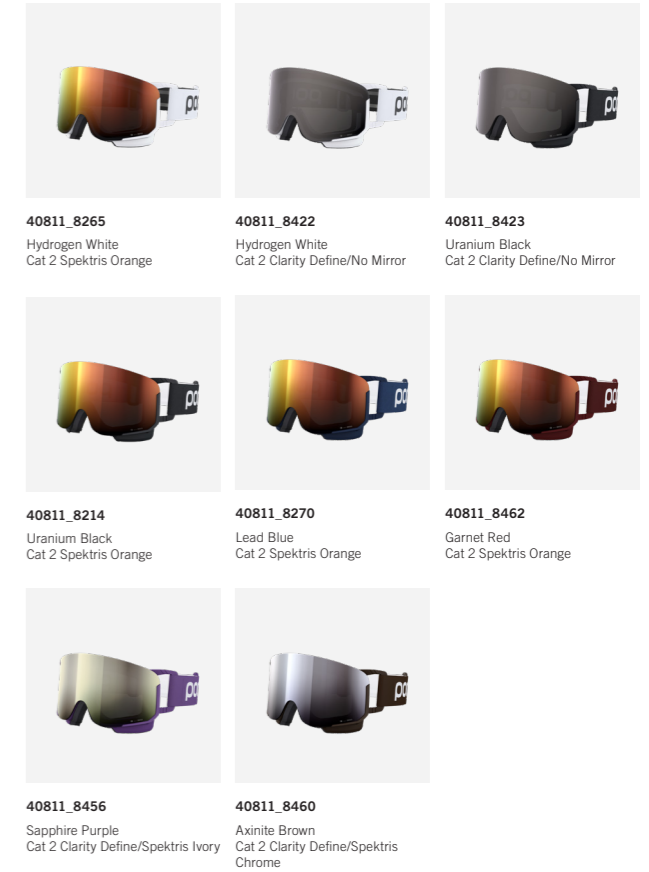 40811_8265
Hydrogen White
Cat 2 Spektris Orange
40811_8422
Hydrogen White
Cat 2 Clarity Define/No Mirror
40811_8423
Uranium Black
Cat 2 Clarity Define/No Mirror
40811_8214
Uranium Black
Cat 2 Spektris Orange
40811_8270
Lead Blue
Cat 2 Spektris Orange
40811_8462
Garnet Red
Cat 2 Spektris Orange
40811_8456
Sapphire Purple
Cat 2 Clarity Define/Spektris Ivory
40811_8460
Axinite Brown
Cat 2 Clarity Define/Spektris
Chrome